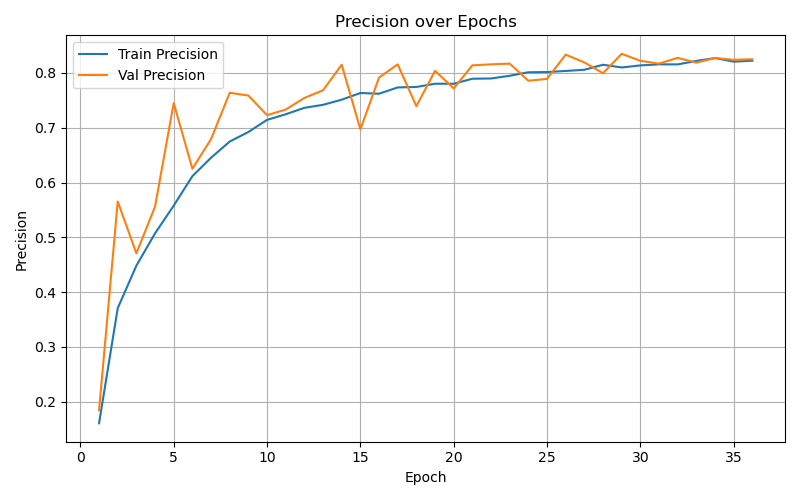 Precision over Epochs
Train Precision
Val Precision
Precision
0.8
0.7
0.6
0.5
0.4
0.3
0.2
0 5 10 15 20 25 30 35
Epoch